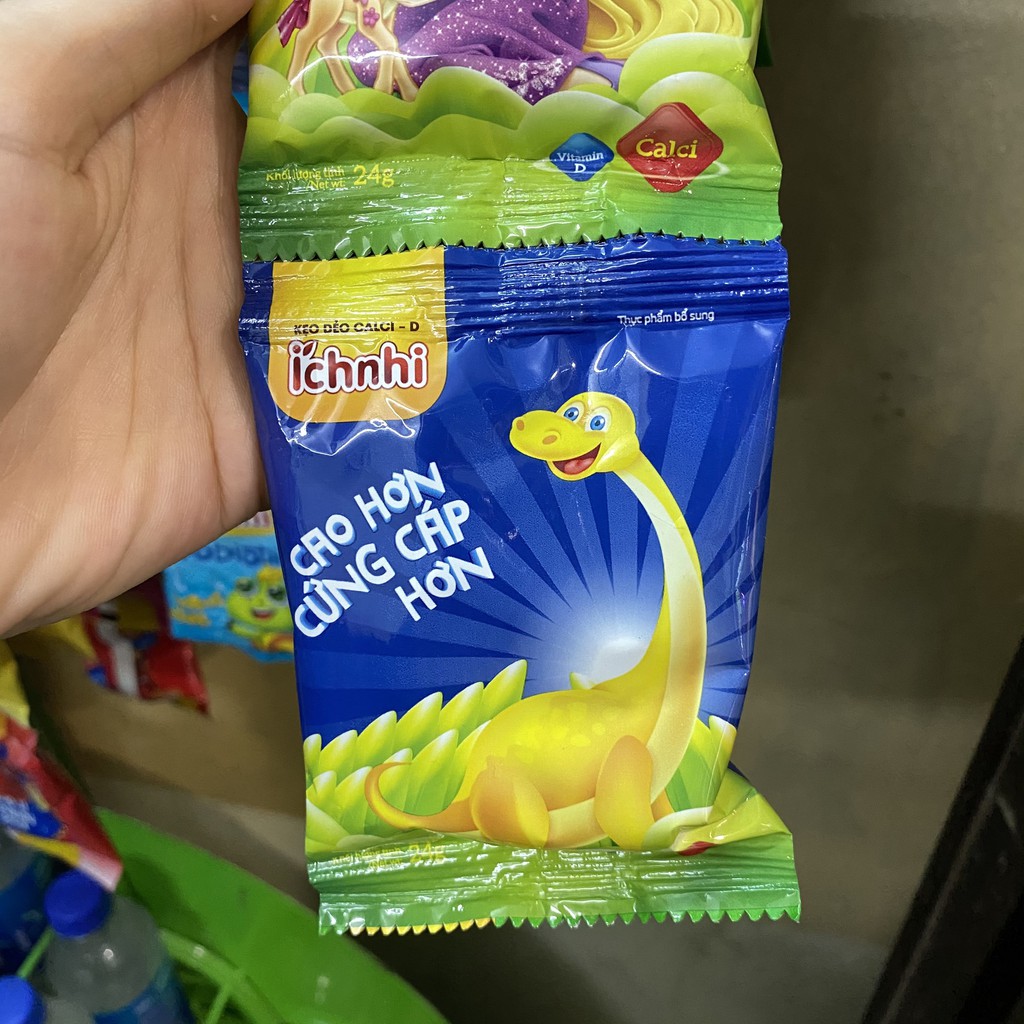 Vitamin
D
Calci
Khối lượng tịnh
Net wt: 24g
KẸO DẺO CALCI - D
ichnhi
Thực phẩm bổ sung
CAO HƠN
CỨNG CÁP
HƠN
24g